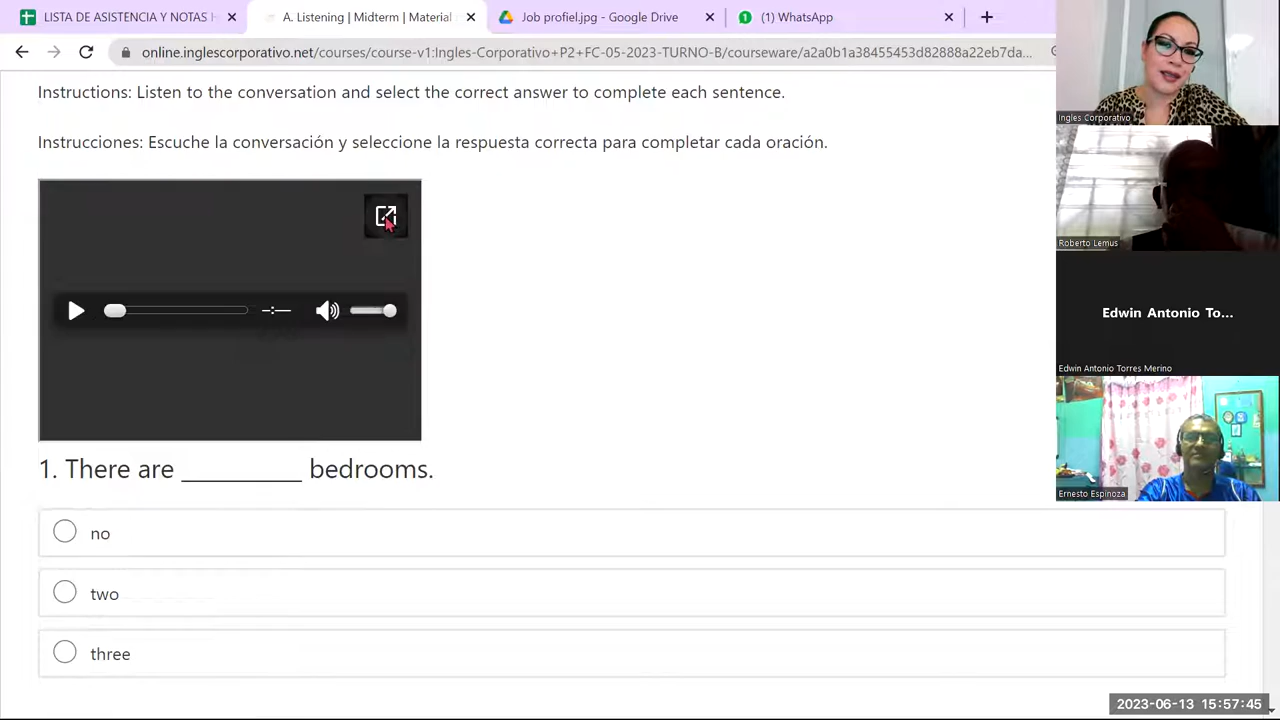 LISTA DE ASISTENCIA Y NOTAS
A. Listening | Midterm | Material
Job profiel.jpg - Google Drive
1
(1) WhatsApp
online.inglescorporativo.net/courses/course-v1:Ingles-Corporativo+P2+FC-05-2023-TURNO-B/courseware/a2a0b1a38455453d82888a22eb7da...
Instructions: Listen to the conversation and select the correct answer to complete each sentence.
Ingles Corporativo
Instrucciones: Escuche la conversación y seleccione la respuesta correcta para completar cada oración.
Roberto Lemus
Edwin Antonio To...
Edwin Antonio Torres Merino
1. There are ________ bedrooms.
Ernesto Espinoza
no
two
three
2023-06-13 15:57:45